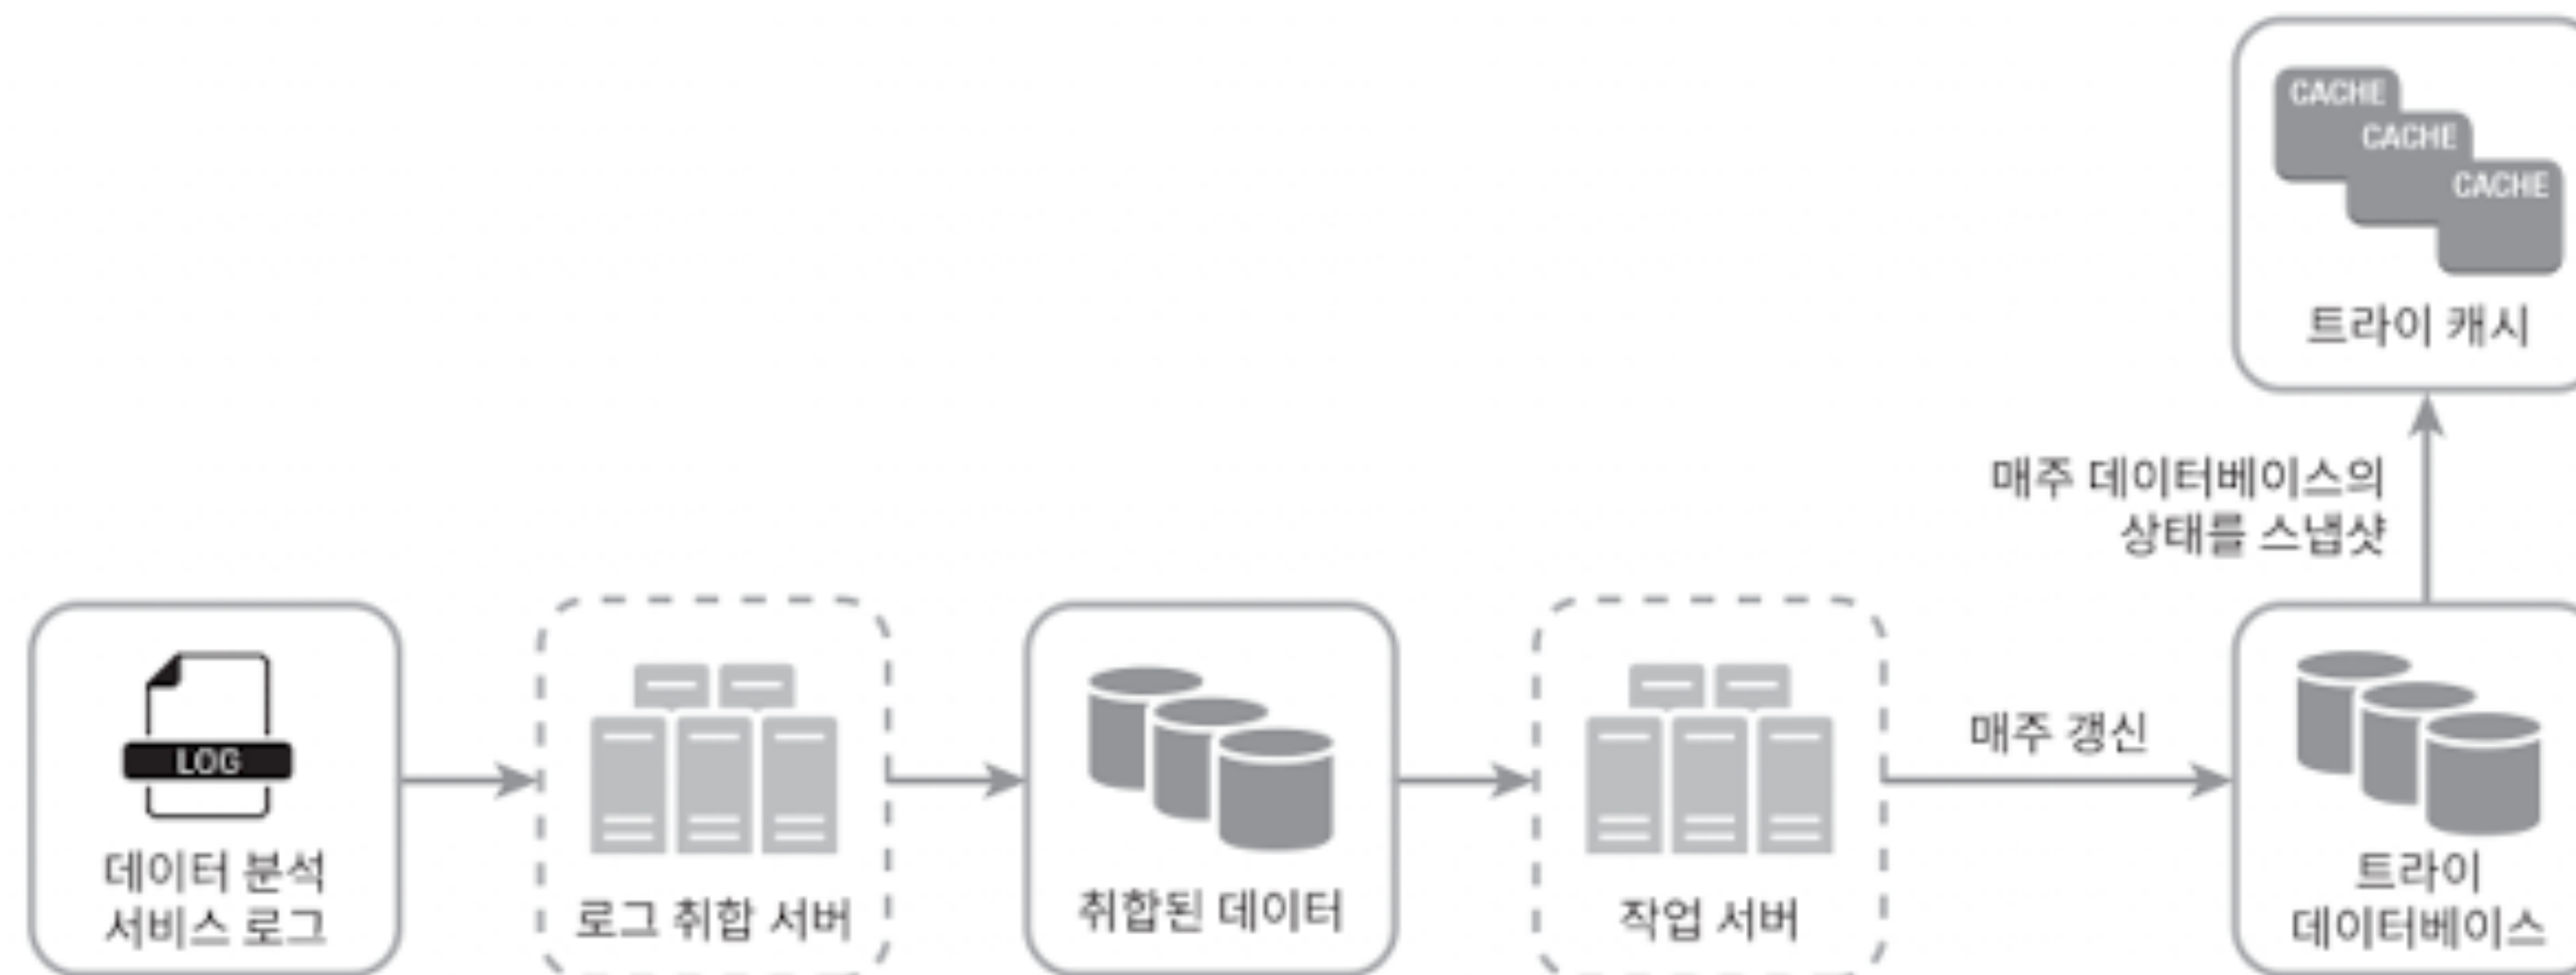 CACHE
CACHE
CACHE
트라이 캐시
매주 데이터베이스의
상태를 스냅샷
LOG
데이터 분석
서비스 로그
로그 취합 서버
취합된 데이터
작업 서버
매주 갱신
트라이
데이터베이스